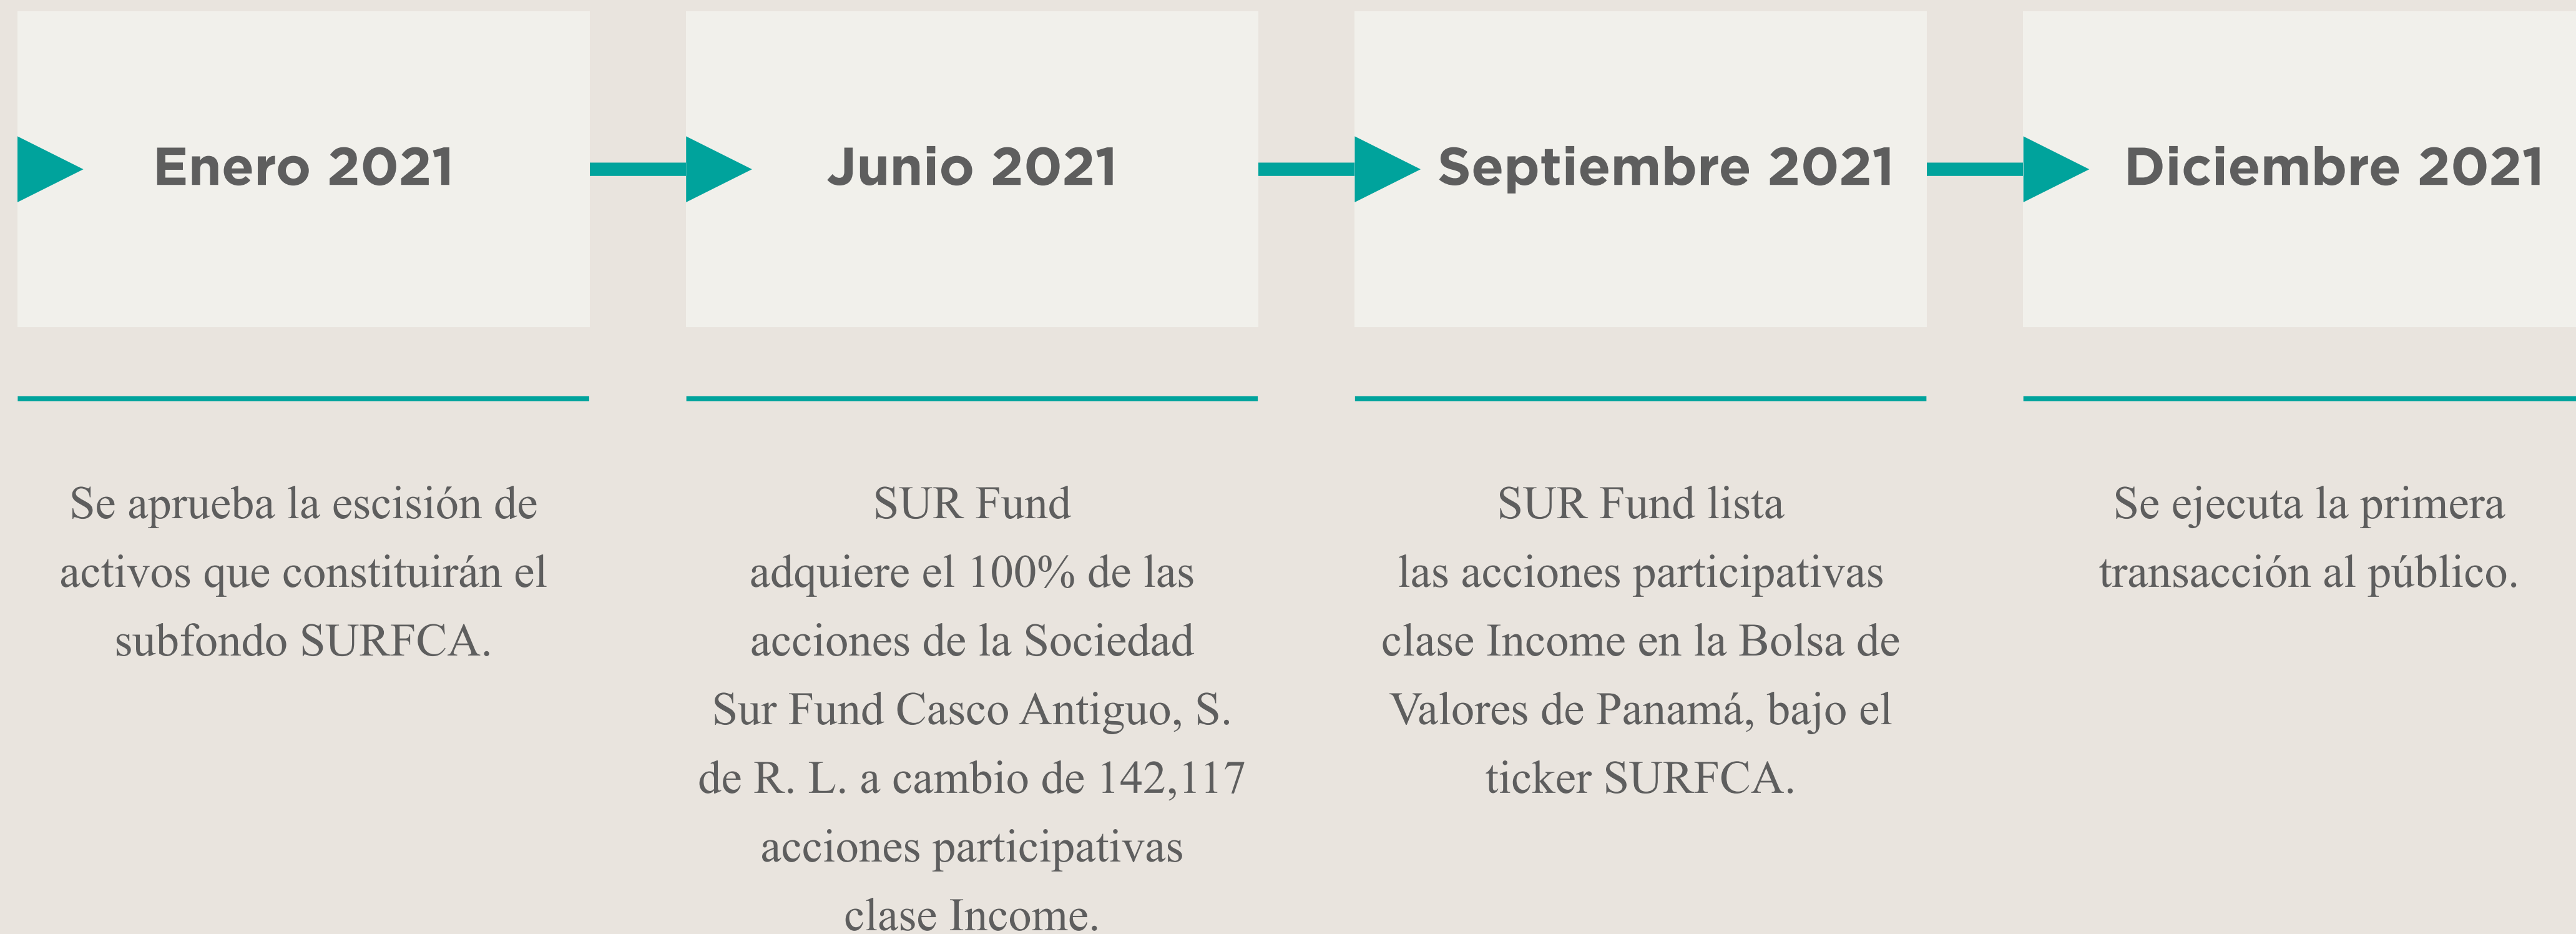 Enero 2021
Se aprueba la escisión de
activos que constituirán el
subfondo SURFCA.
Junio 2021
SUR Fund
adquiere el 100% de las
acciones de la Sociedad
Sur Fund Casco Antiguo, S.
de R. L. a cambio de 142,117
acciones participativas
clase Income.
Septiembre 2021
SUR Fund lista
las acciones participativas
clase Income en la Bolsa de
Valores de Panamá, bajo el
ticker SURFCA.
Diciembre 2021
Se ejecuta la primera
transacción al público.